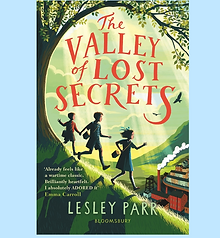 The
VALLEY
of LOST
SECRETS
'Already feels like
a wartime classic.
Brilliantly heartfelt.
I absolutely ADORED it'
Emma Carroll
LESLEY PARR
BLOOMSBURY